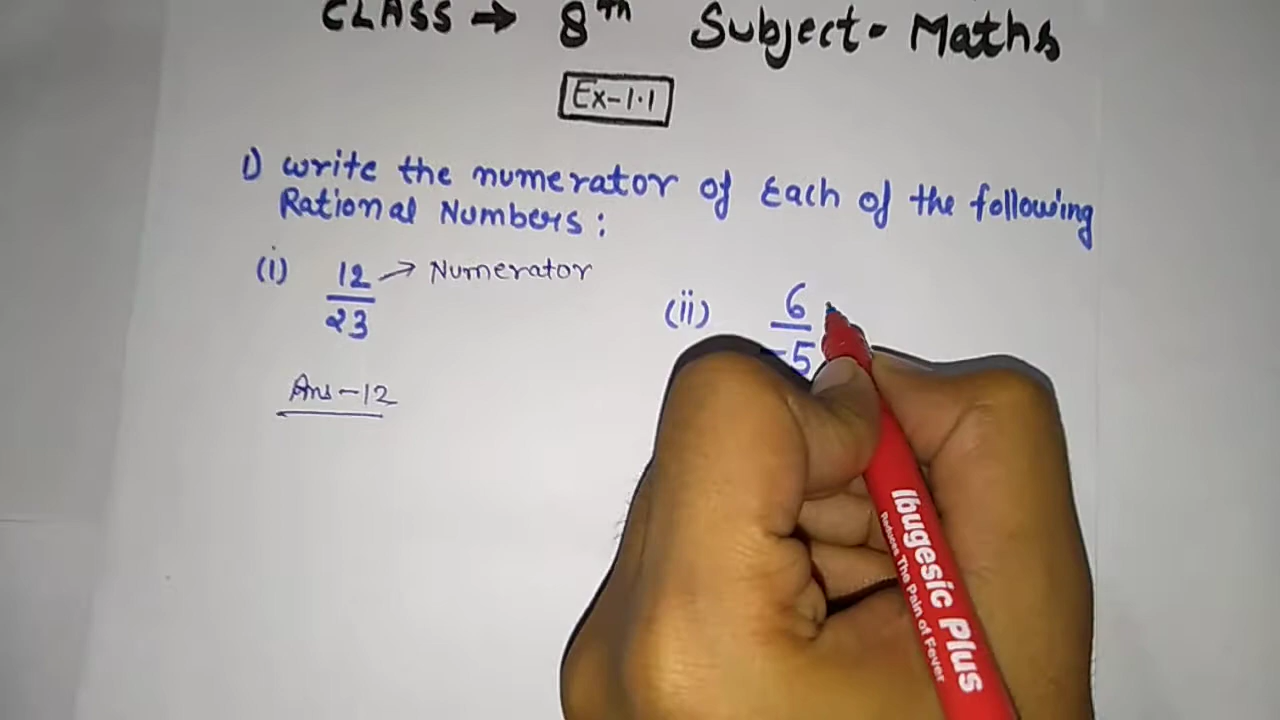 CLASS → 8th Subject- Maths
Ex-1.1
1) write the numerator of Each of the following
Rational Numbers:
(i) 12 → Numerator
23
(ii) 6
-5
Ans-12
Ibugesic Plus
Reduces The Pain of Fever